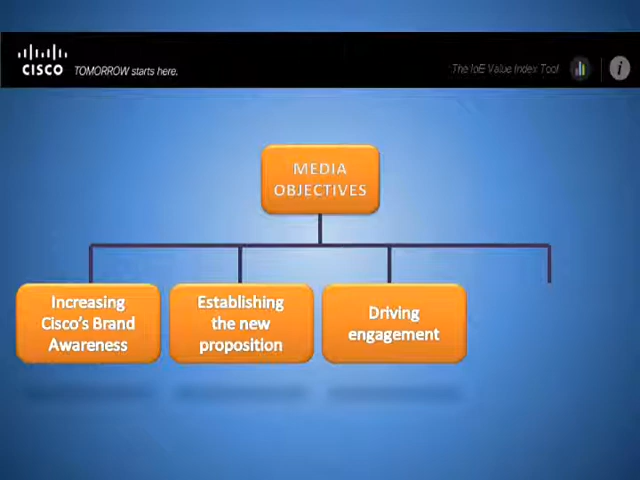 CISCO
TOMORROW starts here.
The IoE Value Index Tool
i
MEDIA
OBJECTIVES
Increasing
Cisco's Brand
Awareness
Establishing
the new
proposition
Driving
engagement